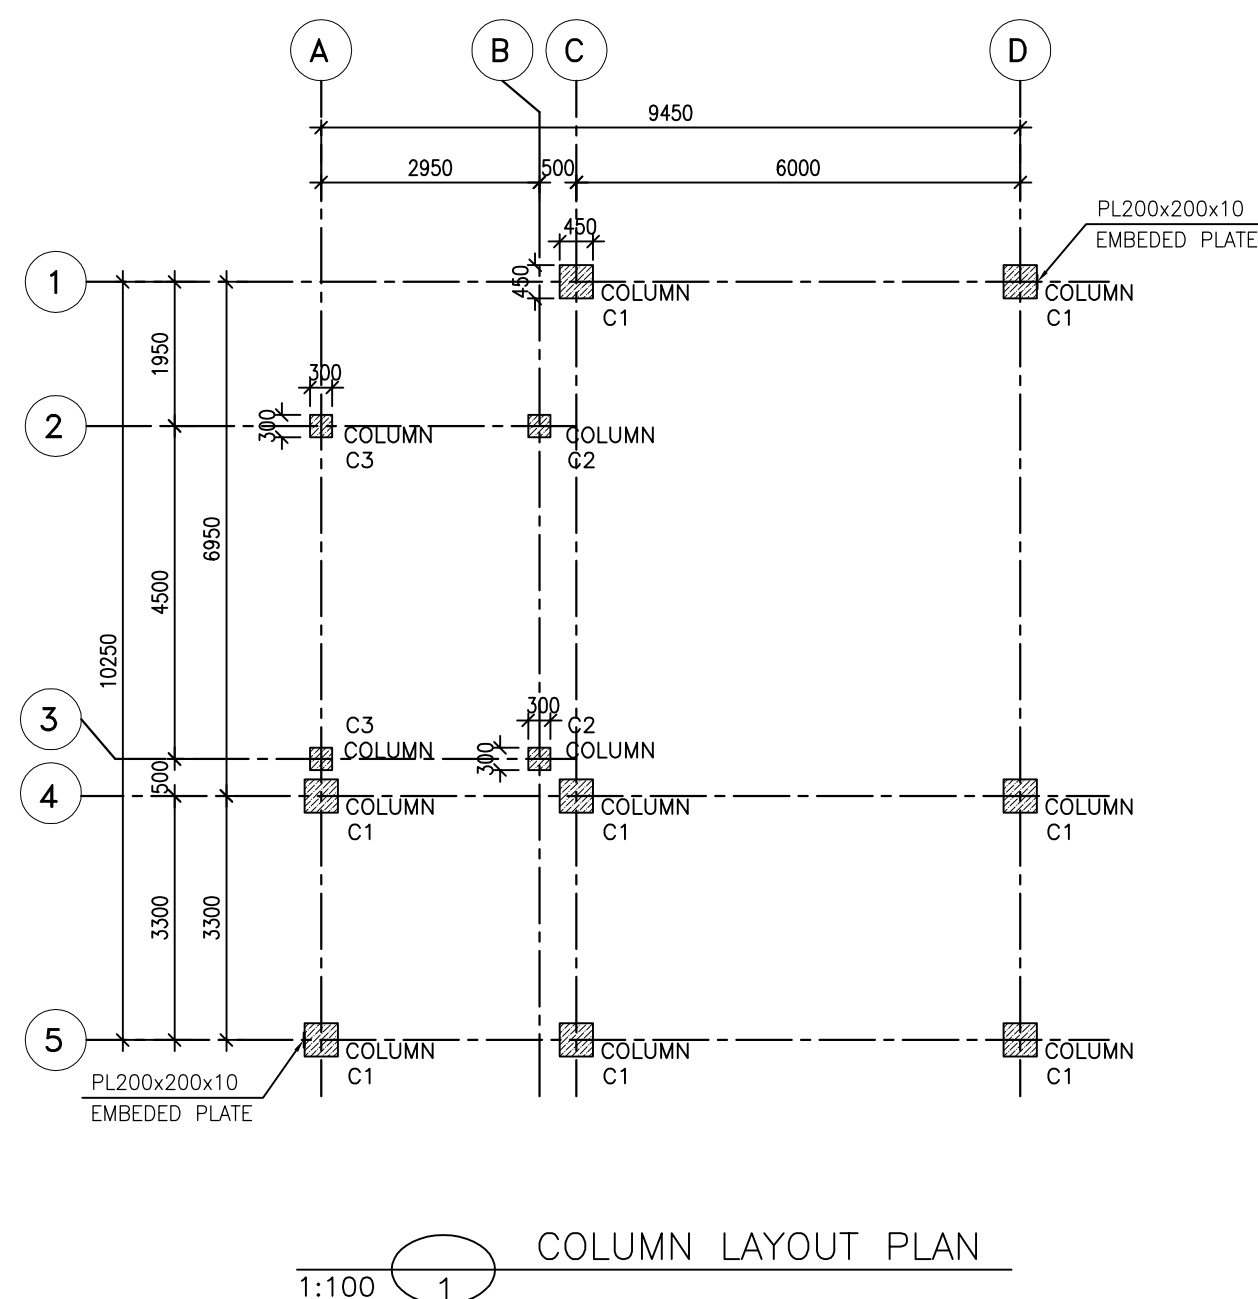 A
B
C
D
9450
2950
500
6000
PL200x200x10
EMBEDED PLATE
450
450
1
COLUMN
C1
COLUMN
C1
1950
300
300
2
COLUMN
C3
COLUMN
C2
6950
4500
10250
3
C3
COLUMN
300
300
C2
COLUMN
500
4
COLUMN
C1
COLUMN
C1
COLUMN
C1
3300
3300
5
COLUMN
C1
COLUMN
C1
COLUMN
C1
PL200x200x10
EMBEDED PLATE
COLUMN LAYOUT PLAN
1:100
1